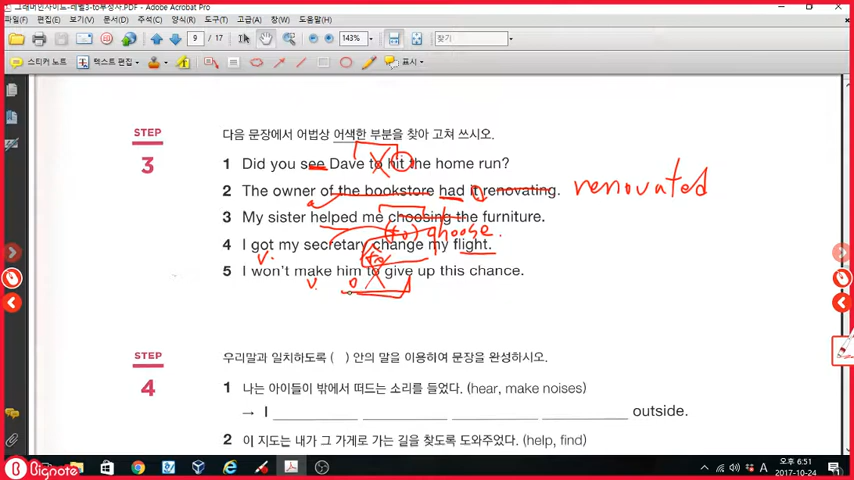 그래머인사이트-레벨3-to부정사.PDF - Adobe Acrobat Pro
파일(F) 편집(E) 보기(V) 문서(D) 주석(C) 양식(R) 도구(T) 고급(A) 창(W) 도움말(H)
9 / 17 143% 찾기
스티커 노트 텍스트 편집 표시
STEP 3
다음 문장에서 어법상 어색한 부분을 찾아 고쳐 쓰시오.
1 Did you see Dave to hit the home run?
2 The owner of the bookstore had it renovating. renovated
3 My sister helped me choosing the furniture.
(to) choose.
4 I got my secretary change my flight.
to
V.
5 I won't make him to give up this chance.
V. O
STEP 4
우리말과 일치하도록 ( ) 안의 말을 이용하여 문장을 완성하시오.
1 나는 아이들이 밖에서 떠드는 소리를 들었다. (hear, make noises)
→ I ____________ ____________ ____________ ____________ outside.
2 이 지도는 내가 그 가게로 가는 길을 찾도록 도와주었다. (help, find)
Bignote
A 오후 6:51
2017-10-24